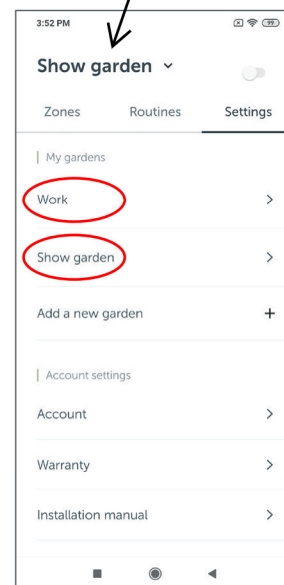 3:52 PM
99
Show garden
Zones Routines Settings
My gardens
Work
Show garden
Add a new garden
Account settings
Account
Warranty
Installation manual